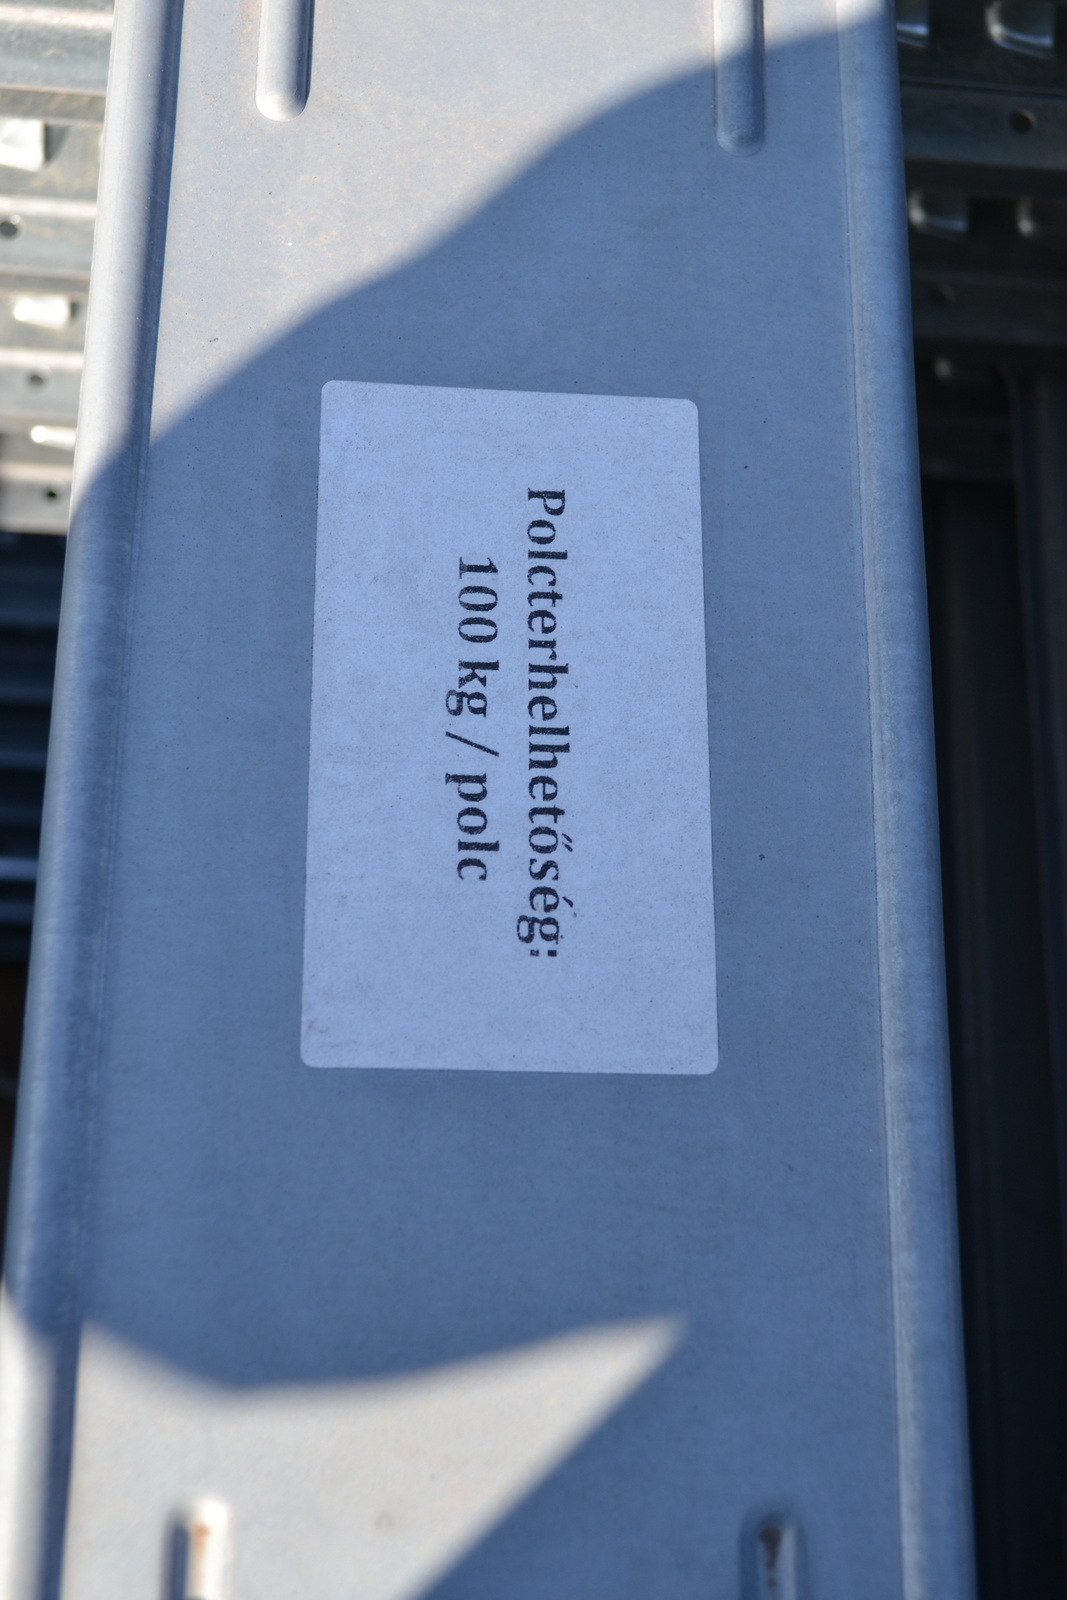 Polcterhelhetőség:
100 kg / polc